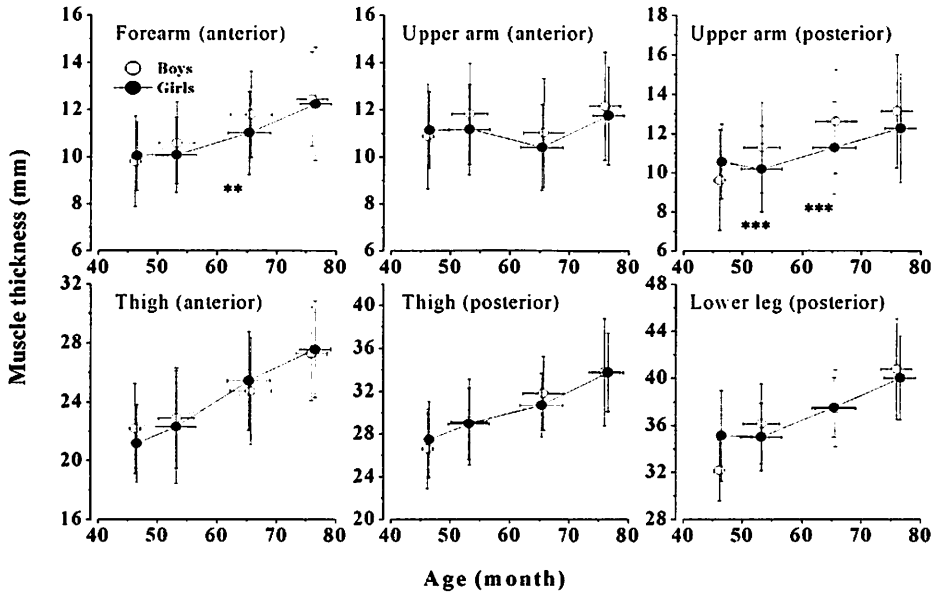 Forearm (anterior)
Boys
Girls
16
14
12
10
8
6
**
40 50 60 70 80
Upper arm (anterior)
16
14
12
10
8
6
40 50 60 70 80
Upper arm (posterior)
18
16
14
12
10
8
6
***
***
40 50 60 70 80
Muscle thickness (mm)
Thigh (anterior)
32
28
24
20
16
40 50 60 70 80
Thigh (posterior)
40
36
32
28
24
20
40 50 60 70 80
Lower leg (posterior)
48
44
40
36
32
28
40 50 60 70 80
Age (month)